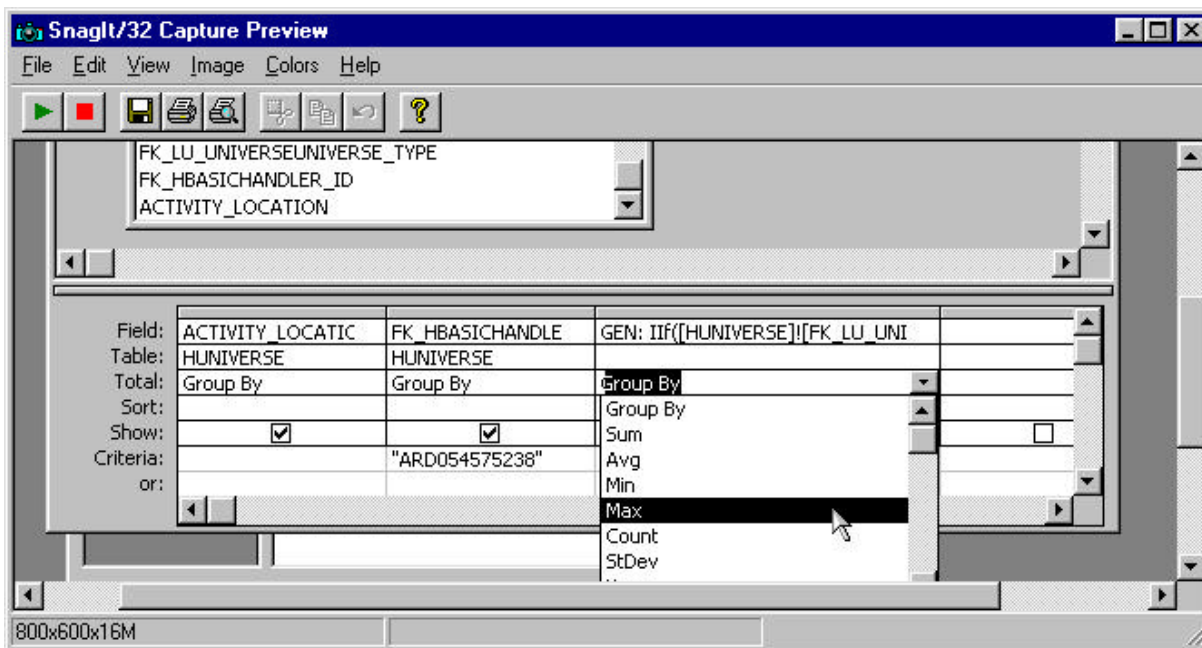 SnagIt/32 Capture Preview
File Edit View Image Colors Help
FK_LU_UNIVERSEUNIVERSE_TYPE
FK_HBASICHANDLER_ID
ACTIVITY_LOCATION
Field: ACTIVITY_LOCATIC FK_HBASICHANDLE GEN: IIf([HUNIVERSE]![FK_LU_UNI
Table: HUNIVERSE HUNIVERSE
Total: Group By Group By Group By
Sort: Group By
Show: Sum
Criteria: "ARD054575238" Avg
or: Min
Max
Count
StDev
800x600x16M